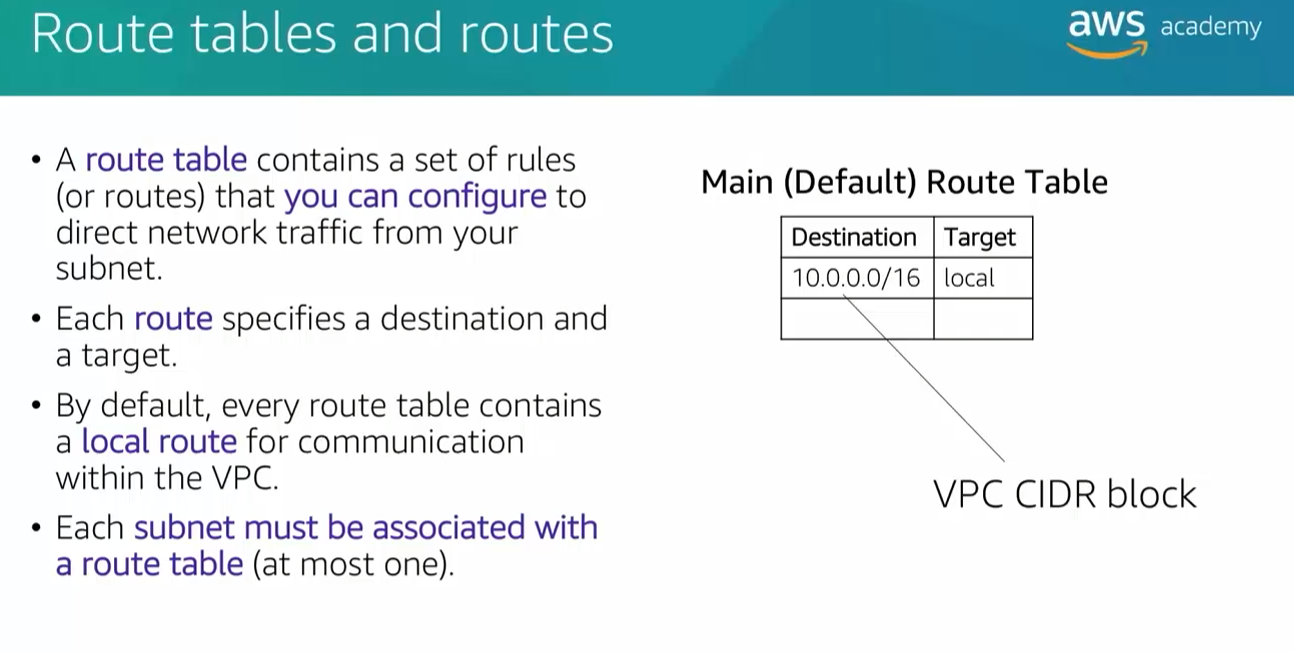 Route tables and routes
aws academy
• A route table contains a set of rules
(or routes) that you can configure to
direct network traffic from your
subnet.
• Each route specifies a destination and
a target.
• By default, every route table contains
a local route for communication
within the VPC.
• Each subnet must be associated with
a route table (at most one).
Main (Default) Route Table
Destination Target
10.0.0.0/16 local
VPC CIDR block